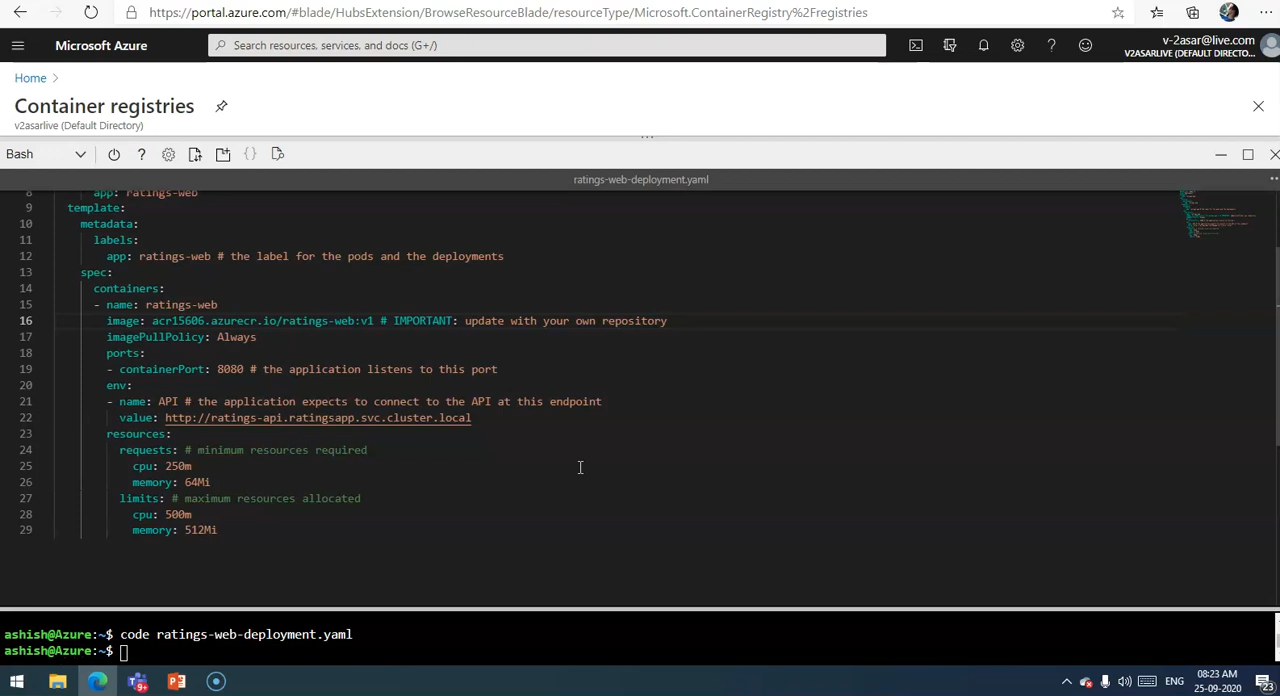 https://portal.azure.com/#blade/HubsExtension/BrowseResourceBlade/resourceType/Microsoft.ContainerRegistry%2Fregistries
Microsoft Azure
Search resources, services, and docs (G+/)
v-2asar@live.com
V2ASARLIVE (DEFAULT DIRECTO...
Home >
Container registries
v2asarlive (Default Directory)
Bash
ratings-web-deployment.yaml
8 app: ratings-web
9 template:
10 metadata:
11 labels:
12 app: ratings-web # the label for the pods and the deployments
13 spec:
14 containers:
15 - name: ratings-web
16 image: acr15606.azurecr.io/ratings-web:v1 # IMPORTANT: update with your own repository
17 imagePullPolicy: Always
18 ports:
19 - containerPort: 8080 # the application listens to this port
20 env:
21 - name: API # the application expects to connect to the API at this endpoint
22 value: http://ratings-api.ratingsapp.svc.cluster.local
23 resources:
24 requests: # minimum resources required
25 cpu: 250m
26 memory: 64Mi
27 limits: # maximum resources allocated
28 cpu: 500m
29 memory: 512Mi
ashish@Azure:~$ code ratings-web-deployment.yaml
ashish@Azure:~$
ENG
08:23 AM
25-09-2020
23